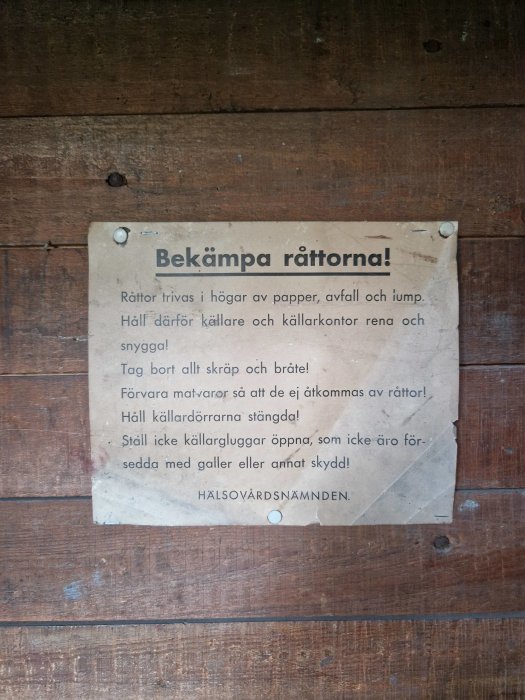 Bekämpa råttorna!
Råttor trivas i högar av papper, avfall och lump.
Håll därför källare och källarkontor rena och
snygga!
Tag bort allt skräp och bråte!
Förvara matvaror så att de ej åtkommas av råttor!
Håll källardörrarna stängda!
Ställ icke källargluggar öppna, som icke äro för-
sedda med galler eller annat skydd!
HÄLSOVÅRDSNÄMNDEN.